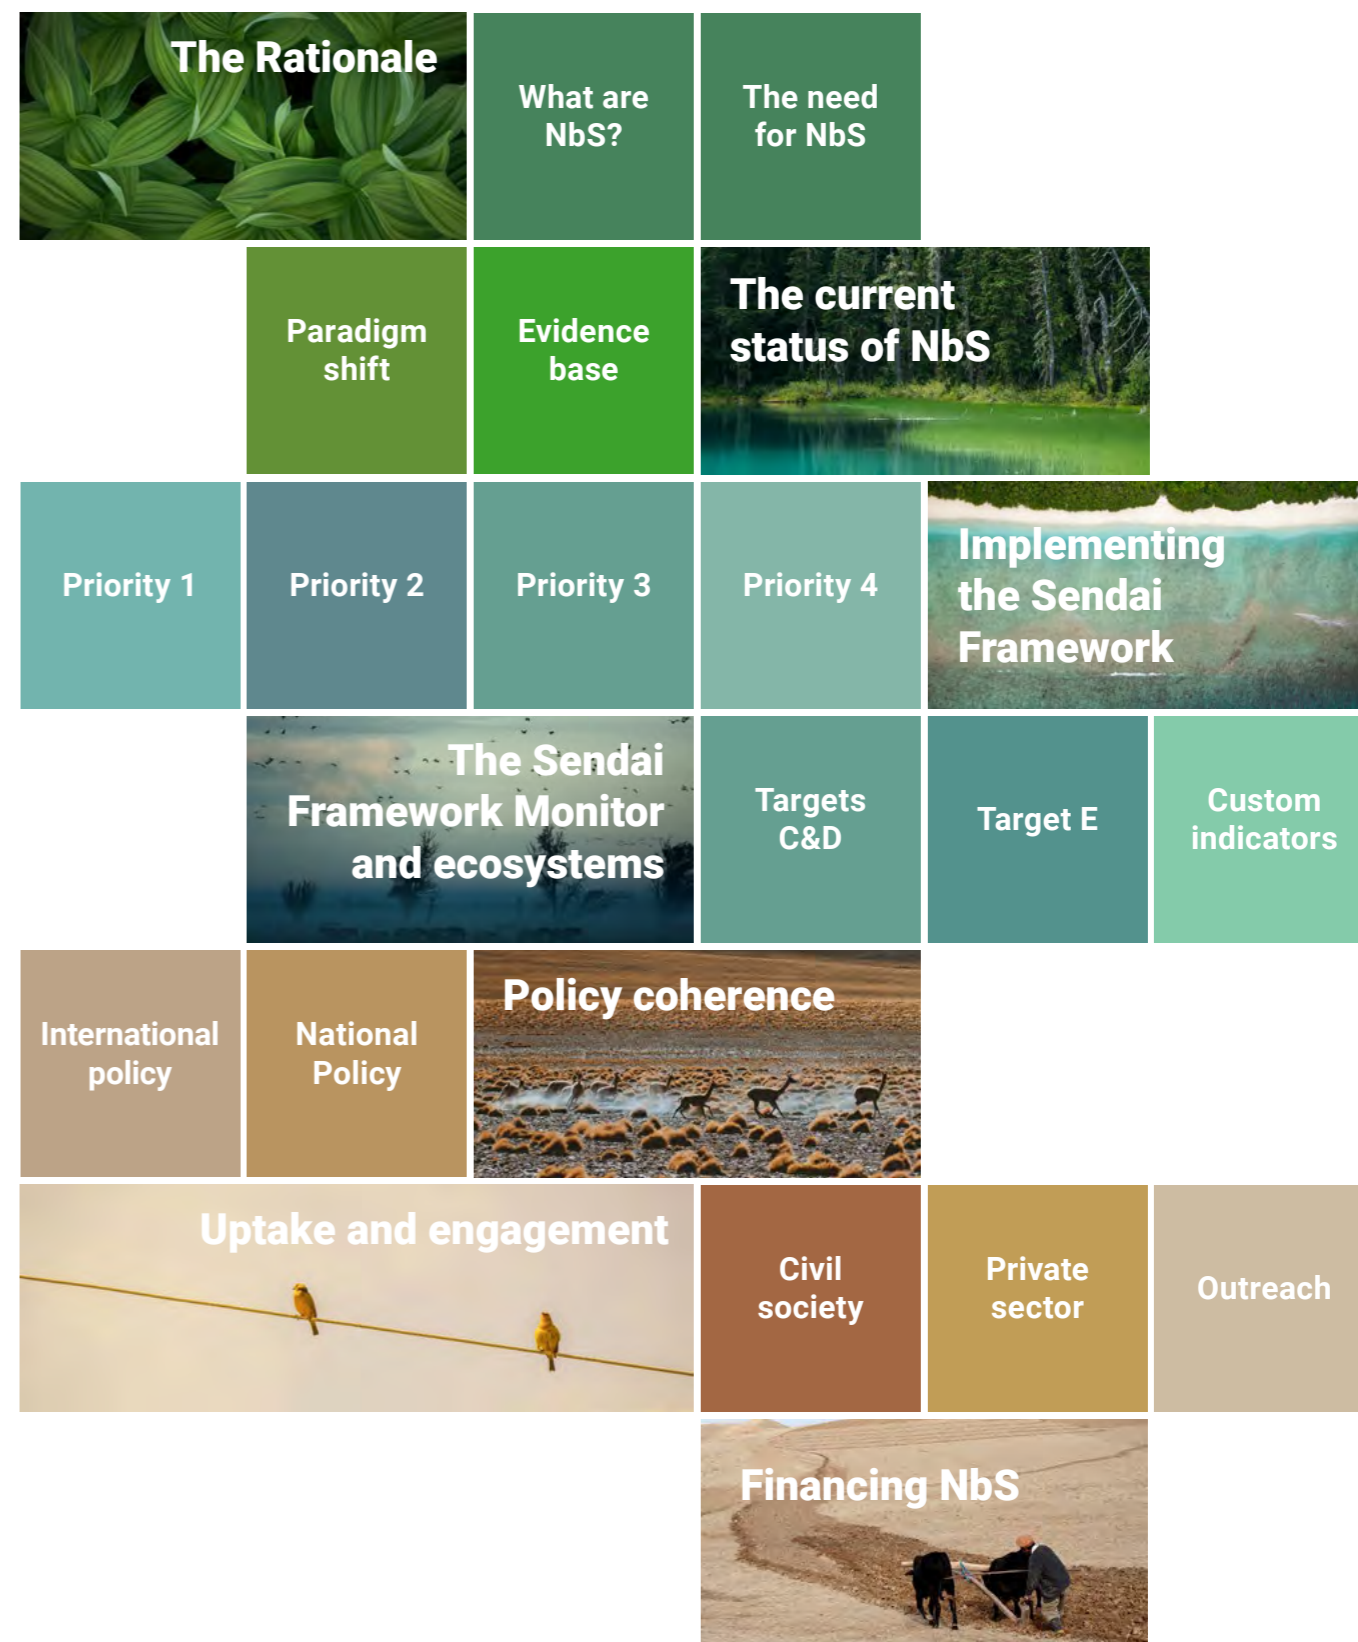 The Rationale
What are
NbS?
The need
for NbS
Paradigm
shift
Evidence
base
The current
status of NbS
Priority 1
Priority 2
Priority 3
Priority 4
Implementing
the Sendai
Framework
The Sendai
Framework Monitor
and ecosystems
Targets
C&D
Target E
Custom
indicators
International
policy
National
Policy
Policy coherence
Uptake and engagement
Civil
society
Private
sector
Outreach
Financing NbS